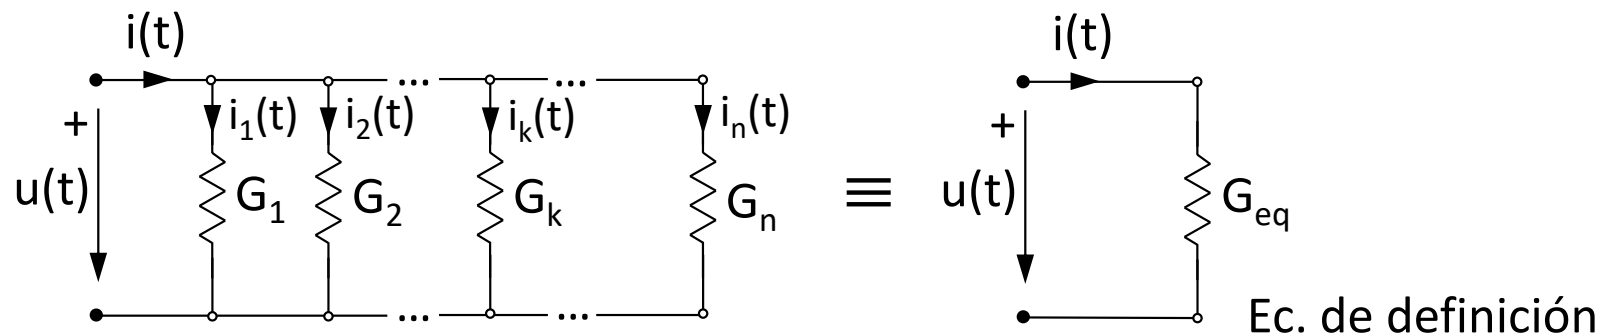 i(t)
i(t)
+ i₁(t) i₂(t) iₖ(t) iₙ(t)
+
u(t) G₁ G₂ Gₖ Gₙ ≡ u(t) G_eq
... ...
... ...
Ec. de definición